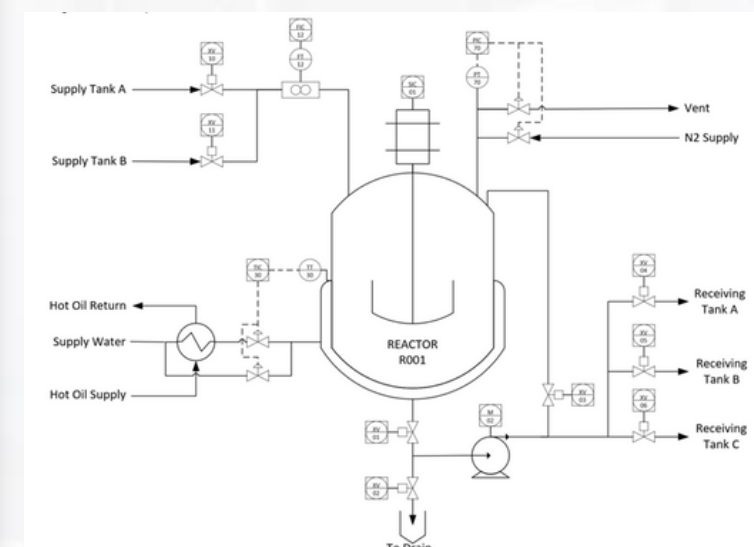 FIC
12
PIC
70
XV
10
FT
12
SIC
01
PT
70
Supply Tank A
Vent
XV
11
N2 Supply
Supply Tank B
XV
04
TIC
30
TT
30
Receiving
Tank A
Hot Oil Return
XV
05
Supply Water
REACTOR
R001
Receiving
Tank B
Hot Oil Supply
XV
03
XV
06
M
02
Receiving
Tank C
XV
01
XV
02
To Drain